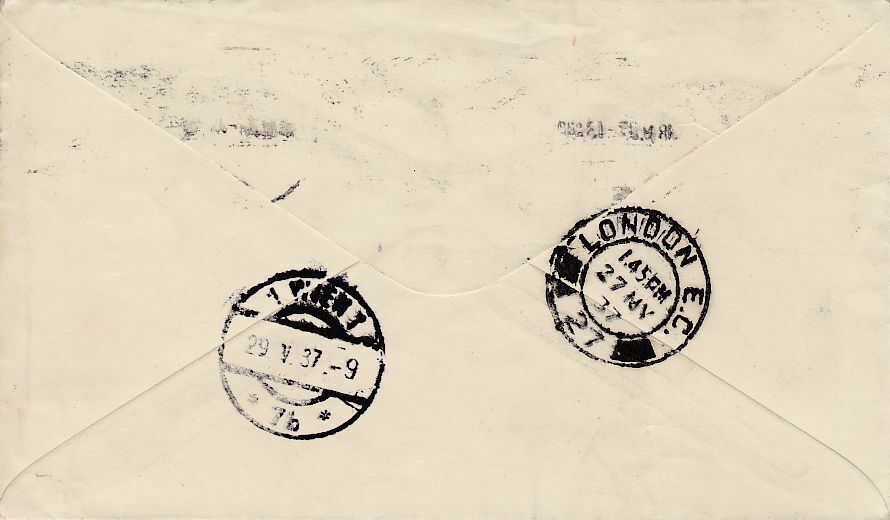 LONDON E.C.
1.45PM
27 MY
37
27
1 WIEN 1
29 V.37.-9
* 7b *